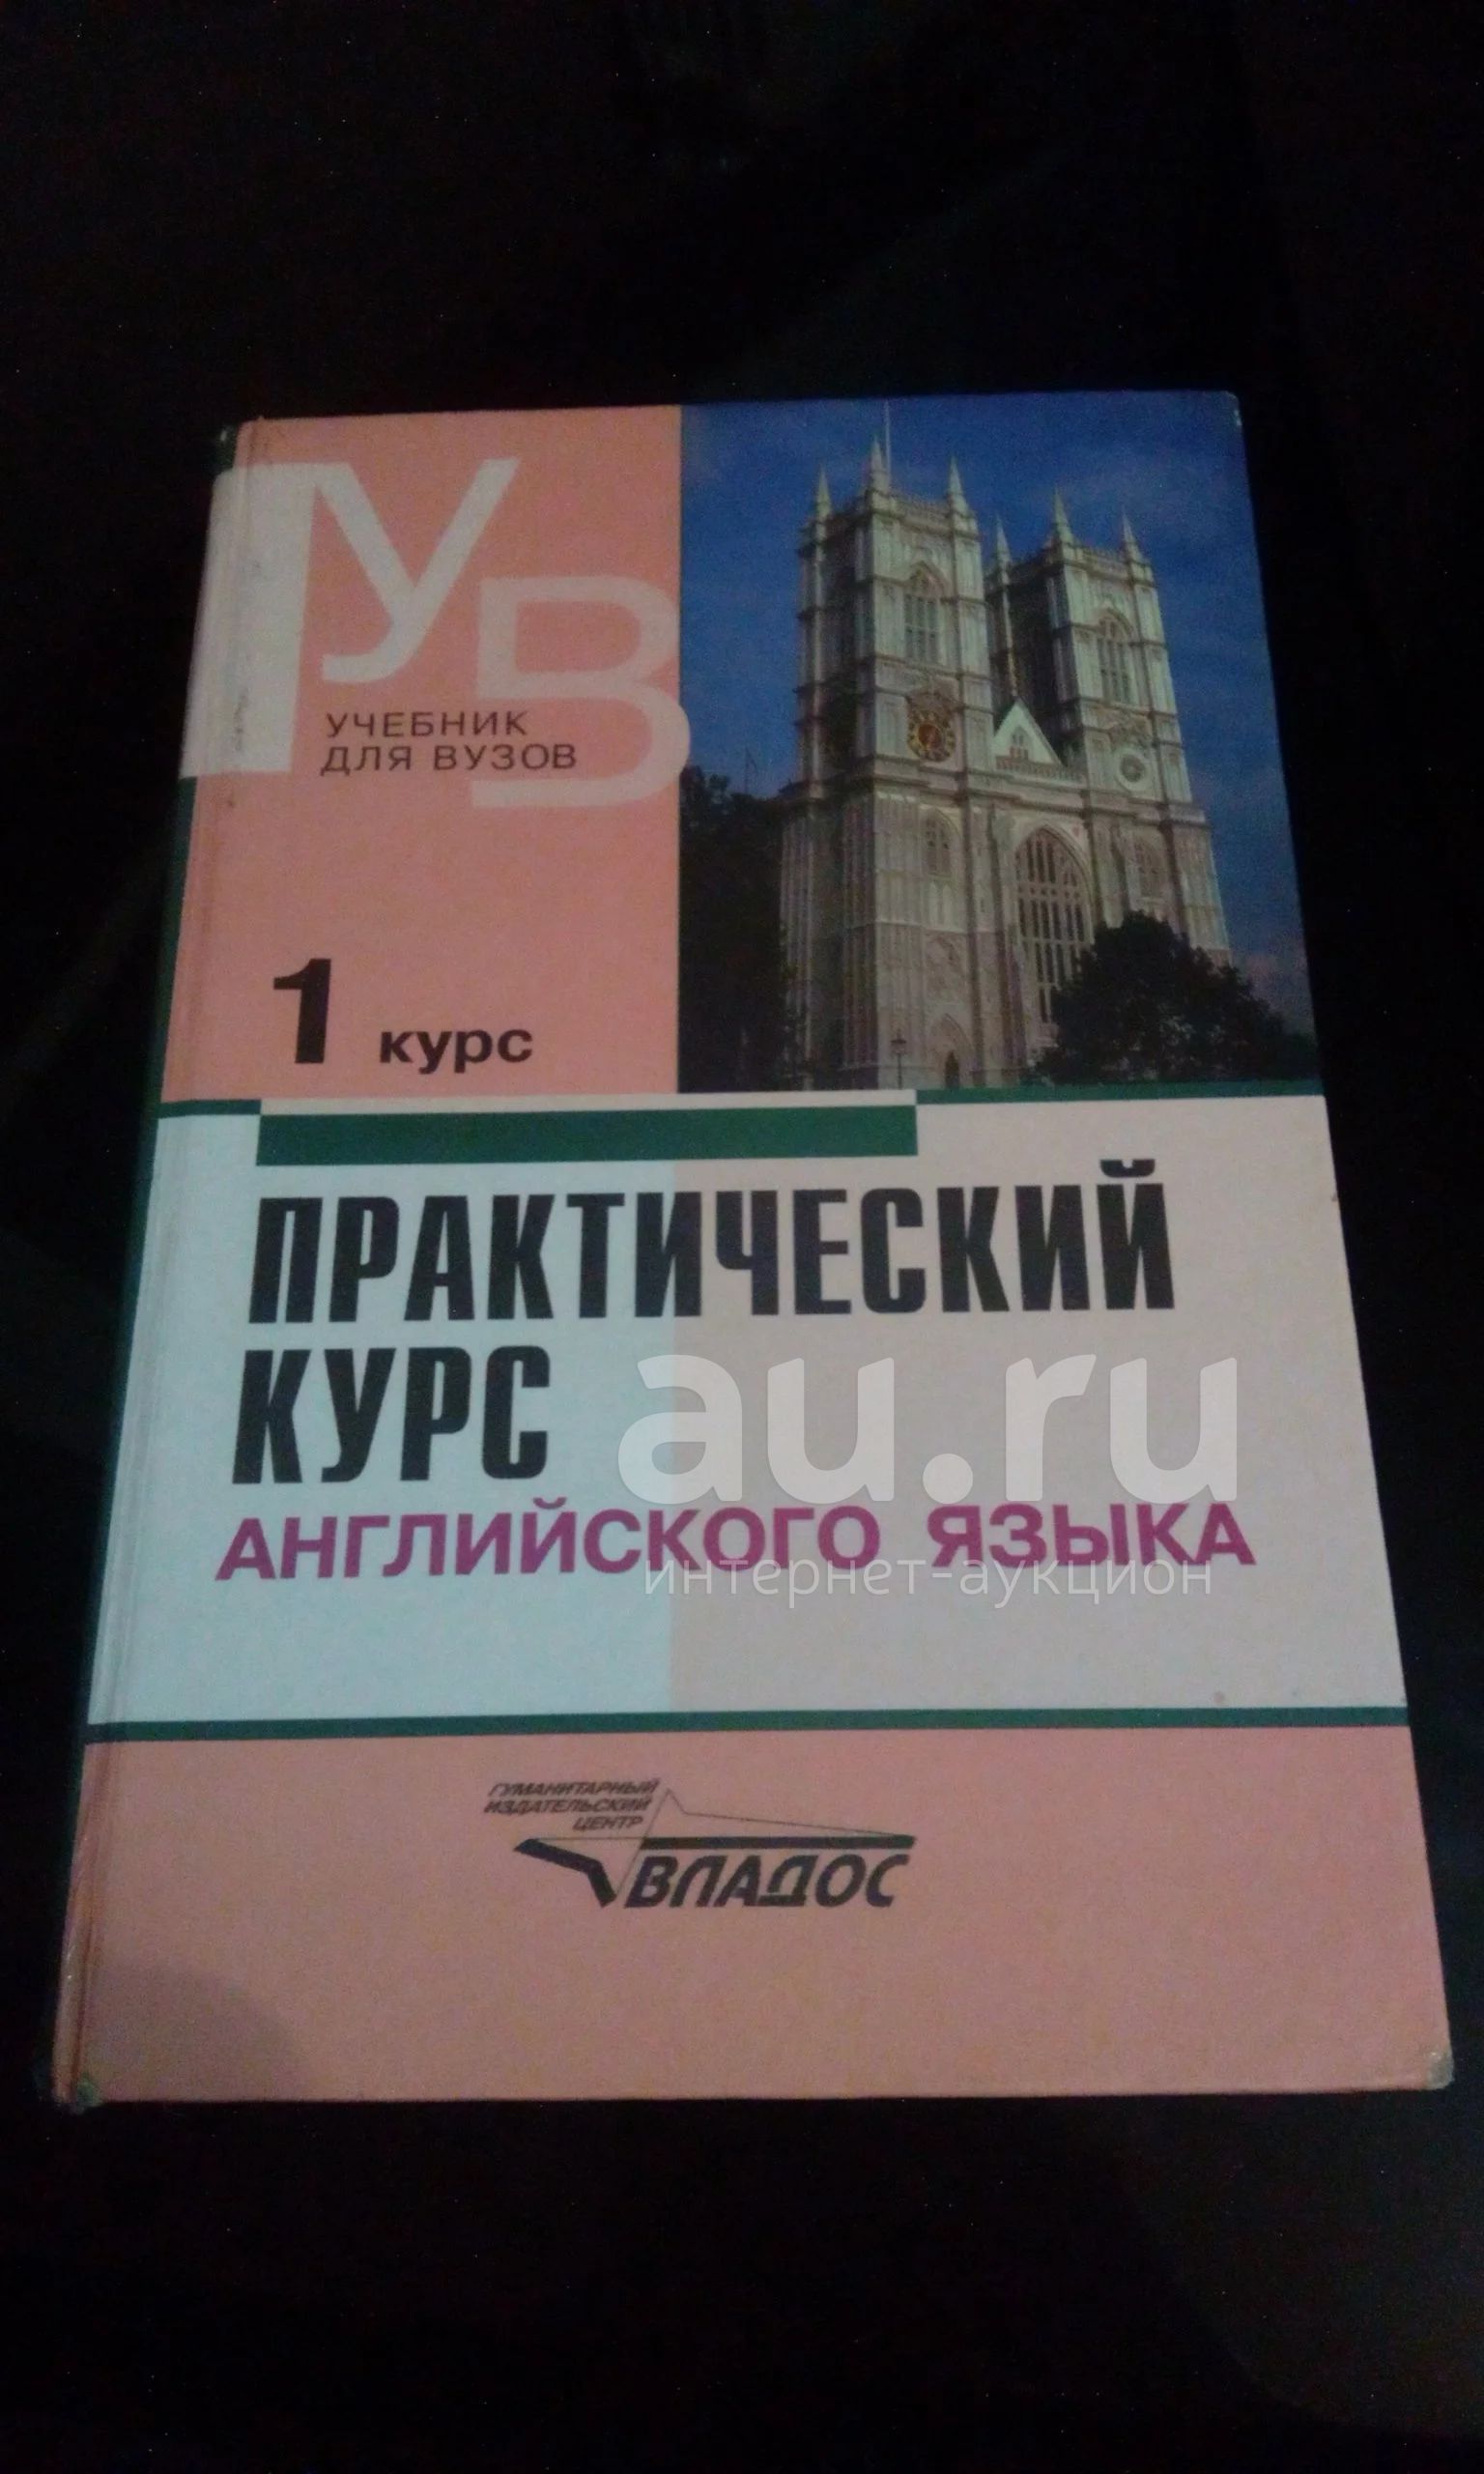 УВ
УЧЕБНИК
ДЛЯ ВУЗОВ
1 курс
ПРАКТИЧЕСКИЙ
КУРС
au.ru
АНГЛИЙСКОГО ЯЗЫКА
интернет-аукцион
ГУМАНИТАРНЫЙ
ИЗДАТЕЛЬСКИЙ
ЦЕНТР
ВЛАДОС